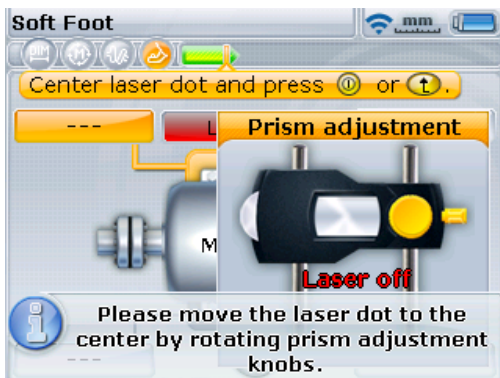 Soft Foot
mm
DIM
Center laser dot and press or .
---
L
Prism adjustment
M
Laser off
Please move the laser dot to the
center by rotating prism adjustment
knobs.
---